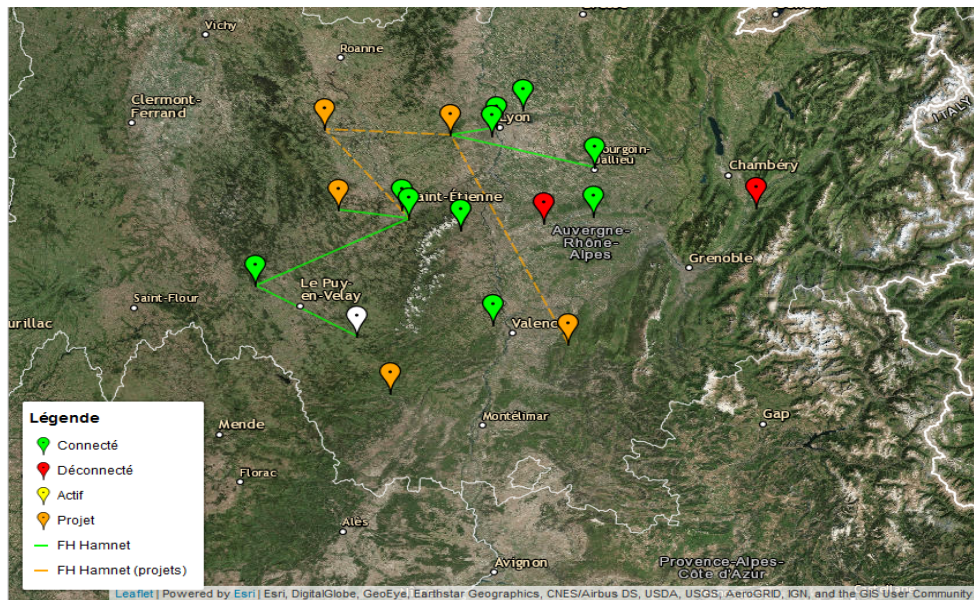 Vichy
Roanne
Clermont-
Ferrand
Lyon
Chambéry
ITALY
Saint-Étienne
Auvergne-
Rhône-
Alpes
Grenoble
Le Puy-
en-Velay
Saint-Flour
urillac
Valenc
Montélimar
Gap
Mende
Florac
Alès
Avignon
Provence-Alpes-
Côte d'Azur
Légende
Connecté
Déconnecté
Actif
Projet
FH Hamnet
FH Hamnet (projets)
Leaflet | Powered by Esri | Esri, DigitalGlobe, GeoEye, Earthstar Geographics, CNES/Airbus DS, USDA, USGS, AeroGRID, IGN, and the GIS User Community